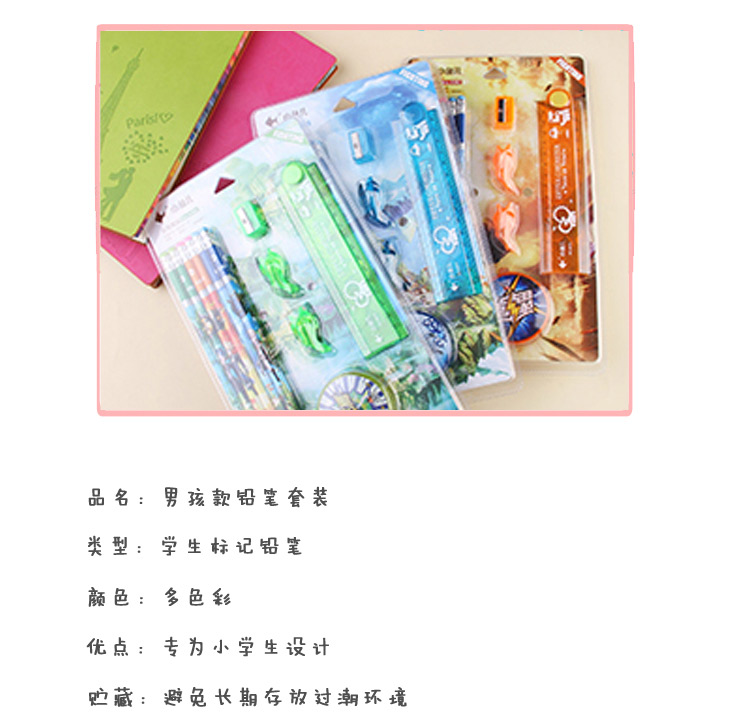 Paris!
FIGHTING
品名: 男孩款铅笔套装
类型: 学生标记铅笔
颜色: 多色彩
优点: 专为小学生设计
贮藏: 避免长期存放过潮环境